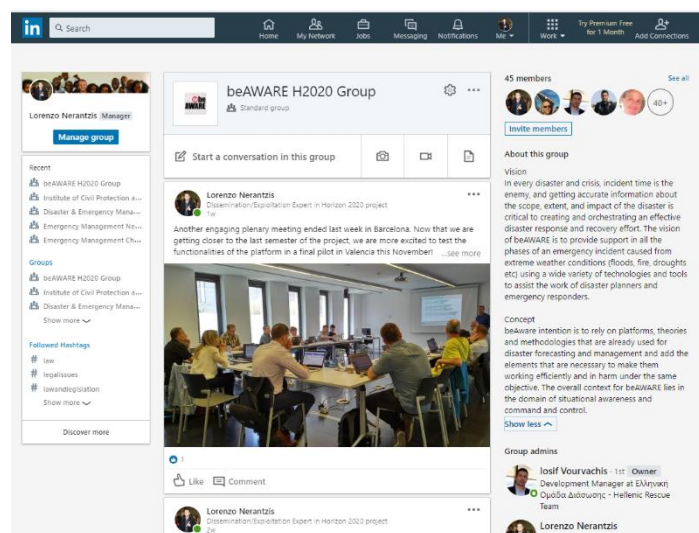 in
Search
Home
My Network
Jobs
Messaging
Notifications
Me
Work
Try Premium Free
for 1 Month
Add Connections
Lorenzo Nerantzis Manager
Manage group
Recent
beAWARE H2020 Group
Institute of Civil Protection e...
Disaster & Emergency Mana...
Emergency Management Ne...
Emergency Management Ch...
Groups
beAWARE H2020 Group
Institute of Civil Protection e...
Disaster & Emergency Mana...
Show more
Followed Hashtags
# law
# legalissues
# lawandlegislation
Show more
Discover more
beAWARE H2020 Group
Standard group
Start a conversation in this group
Lorenzo Nerantzis
Dissemination/Exploitation Expert in Horizon 2020 project
1w
Another engaging plenary meeting ended last week in Barcelona. Now that we are
getting closer to the last semester of the project, we are more excited to test the
functionalities of the platform in a final pilot in Valencia this November! ...see more
1
Like
Comment
Lorenzo Nerantzis
Dissemination/Exploitation Expert in Horizon 2020 project
2w
45 members
See all
40+
Invite members
About this group
Vision
In every disaster and crisis, incident time is the
enemy, and getting accurate information about
the scope, extent, and impact of the disaster is
critical to creating and orchestrating an effective
disaster response and recovery effort. The vision
of beAWARE is to provide support in all the
phases of an emergency incident caused from
extreme weather conditions (floods, fire, droughts
etc) using a wide variety of technologies and tools
to assist the work of disaster planners and
emergency responders.
Concept
beAware intention is to rely on platforms, theories
and methodologies that are already used for
disaster forecasting and management and add the
elements that are necessary to make them
working efficiently and in harm under the same
objective. The overall context for beAWARE lies in
the domain of situational awareness and
command and control.
Show less
Group admins
Iosif Vourvachis · 1st Owner
Development Manager at Ελληνική
Ομάδα Διάσωσης - Hellenic Rescue
Team
Lorenzo Nerantzis